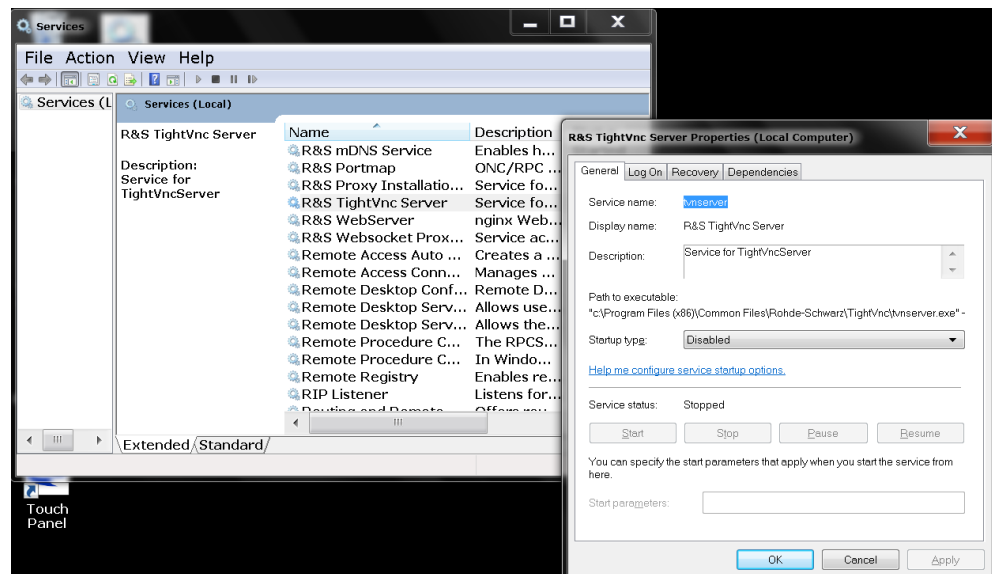 Services
File Action View Help
Services (L
Services (Local)
R&S TightVnc Server
Description:
Service for
TightVncServer
Name Description
R&S mDNS Service Enables h...
R&S Portmap ONC/RPC ...
R&S Proxy Installatio... Service fo...
R&S TightVnc Server Service fo...
R&S WebServer nginx Web...
R&S Websocket Prox... Service ac...
Remote Access Auto ... Creates a ...
Remote Access Conn... Manages ...
Remote Desktop Conf... Remote D...
Remote Desktop Serv... Allows use...
Remote Desktop Serv... Allows the...
Remote Procedure C... The RPCS...
Remote Procedure C... In Windo...
Remote Registry Enables re...
RIP Listener Listens for...
Extended Standard
Touch
Panel
R&S TightVnc Server Properties (Local Computer)
General Log On Recovery Dependencies
Service name: tvnserver
Display name: R&S TightVnc Server
Description: Service for TightVncServer
Path to executable:
"c:\Program Files (x86)\Common Files\Rohde-Schwarz\TightVnc\tvnserver.exe" -
Startup type: Disabled
Help me configure service startup options.
Service status: Stopped
Start Stop Pause Resume
You can specify the start parameters that apply when you start the service from
here.
Start parameters:
OK Cancel Apply